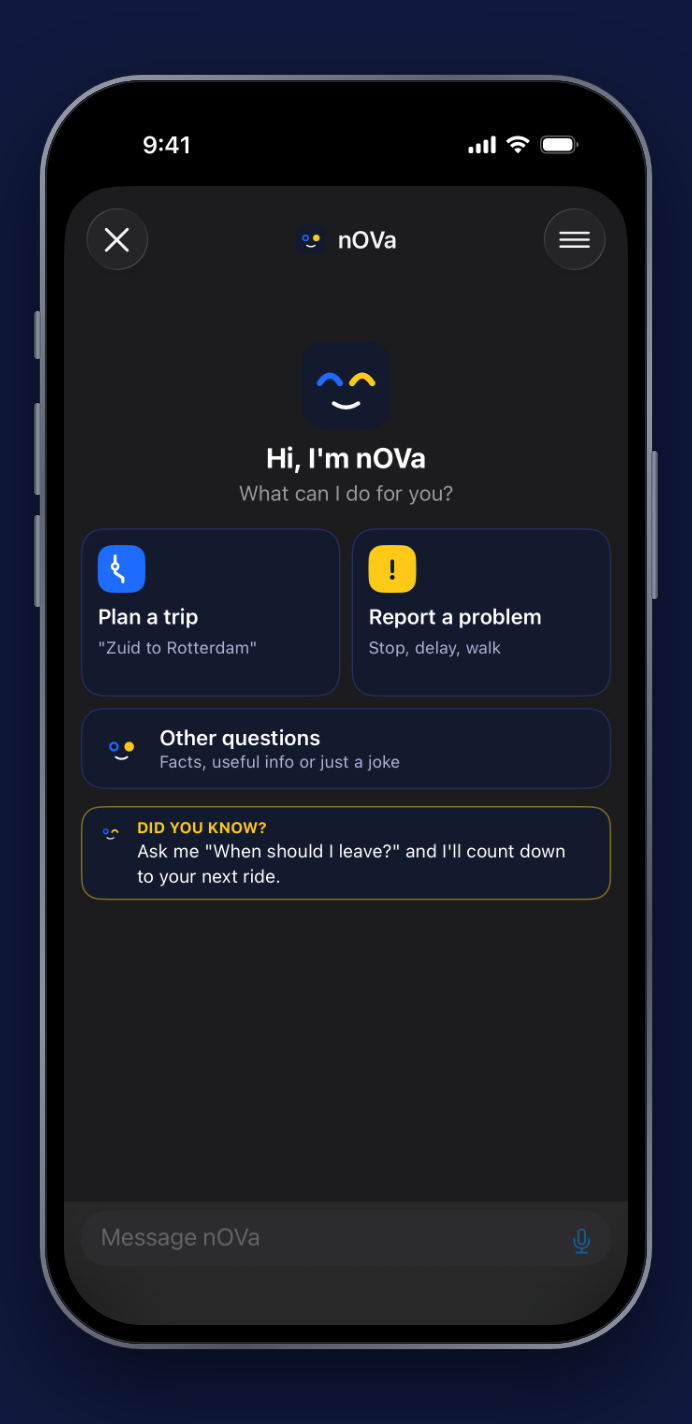 9:41
nOVa
Hi, I'm nOVa
What can I do for you?
Plan a trip
"Zuid to Rotterdam"
Report a problem
Stop, delay, walk
Other questions
Facts, useful info or just a joke
DID YOU KNOW?
Ask me "When should I leave?" and I'll count down
to your next ride.
Message nOVa